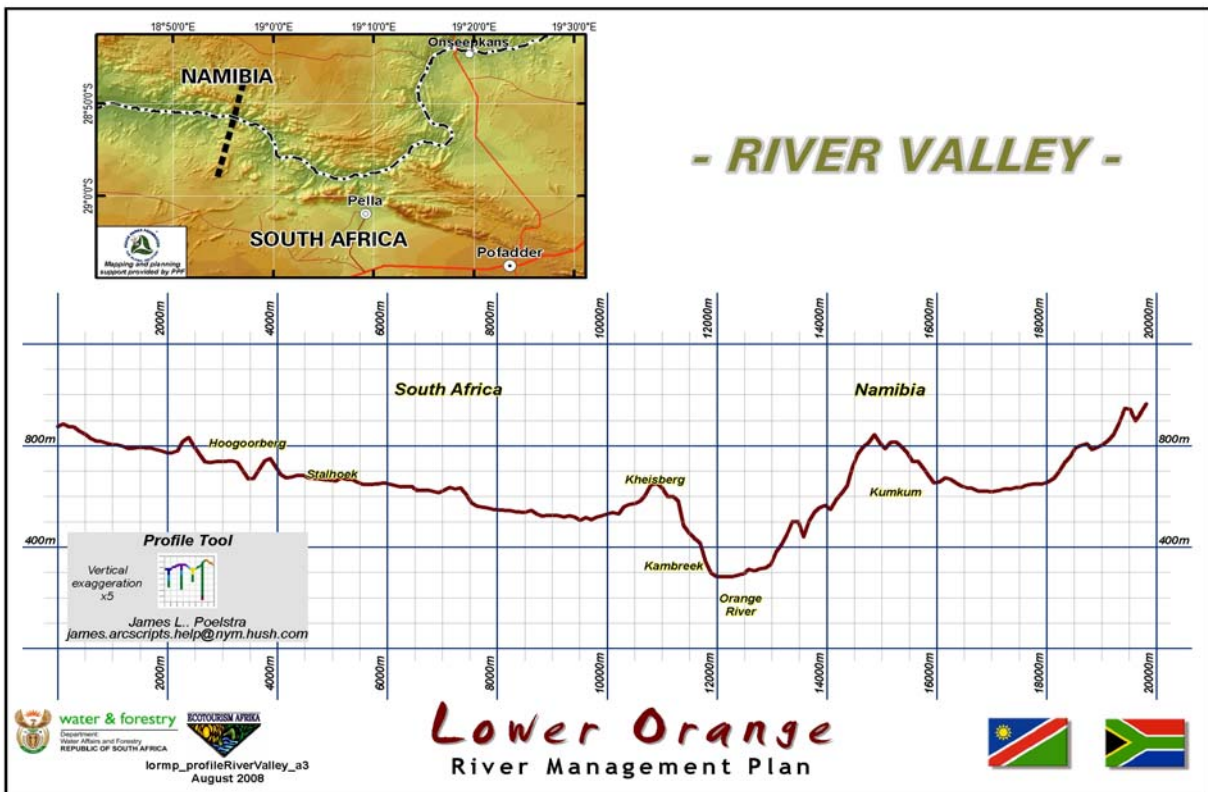 18°50'0"E
19°0'0"E
19°10'0"E
19°20'0"E
19°30'0"E
28°50'0"S
29°0'0"S
Onseepkans
NAMIBIA
Pella
SOUTH AFRICA
Pofadder
Mapping and planning
support provided by PPF
- RIVER VALLEY -
2000m
4000m
6000m
8000m
10000m
12000m
14000m
16000m
18000m
20000m
South Africa
Namibia
800m
800m
Hoogoorberg
Stalhoek
Kheisberg
Kumkum
400m
400m
Kambreek
Orange
River
Profile Tool
Vertical
exaggeration
x5
James L.. Poelstra
james.arcscripts.help@nym.hush.com
2000m
4000m
6000m
8000m
10000m
12000m
14000m
16000m
18000m
20000m
water & forestry
Department:
Water Affairs and Forestry
REPUBLIC OF SOUTH AFRICA
ECOTOURISM AFRIKA
lormp_profileRiverValley_a3
August 2008
Lower Orange
River Management Plan